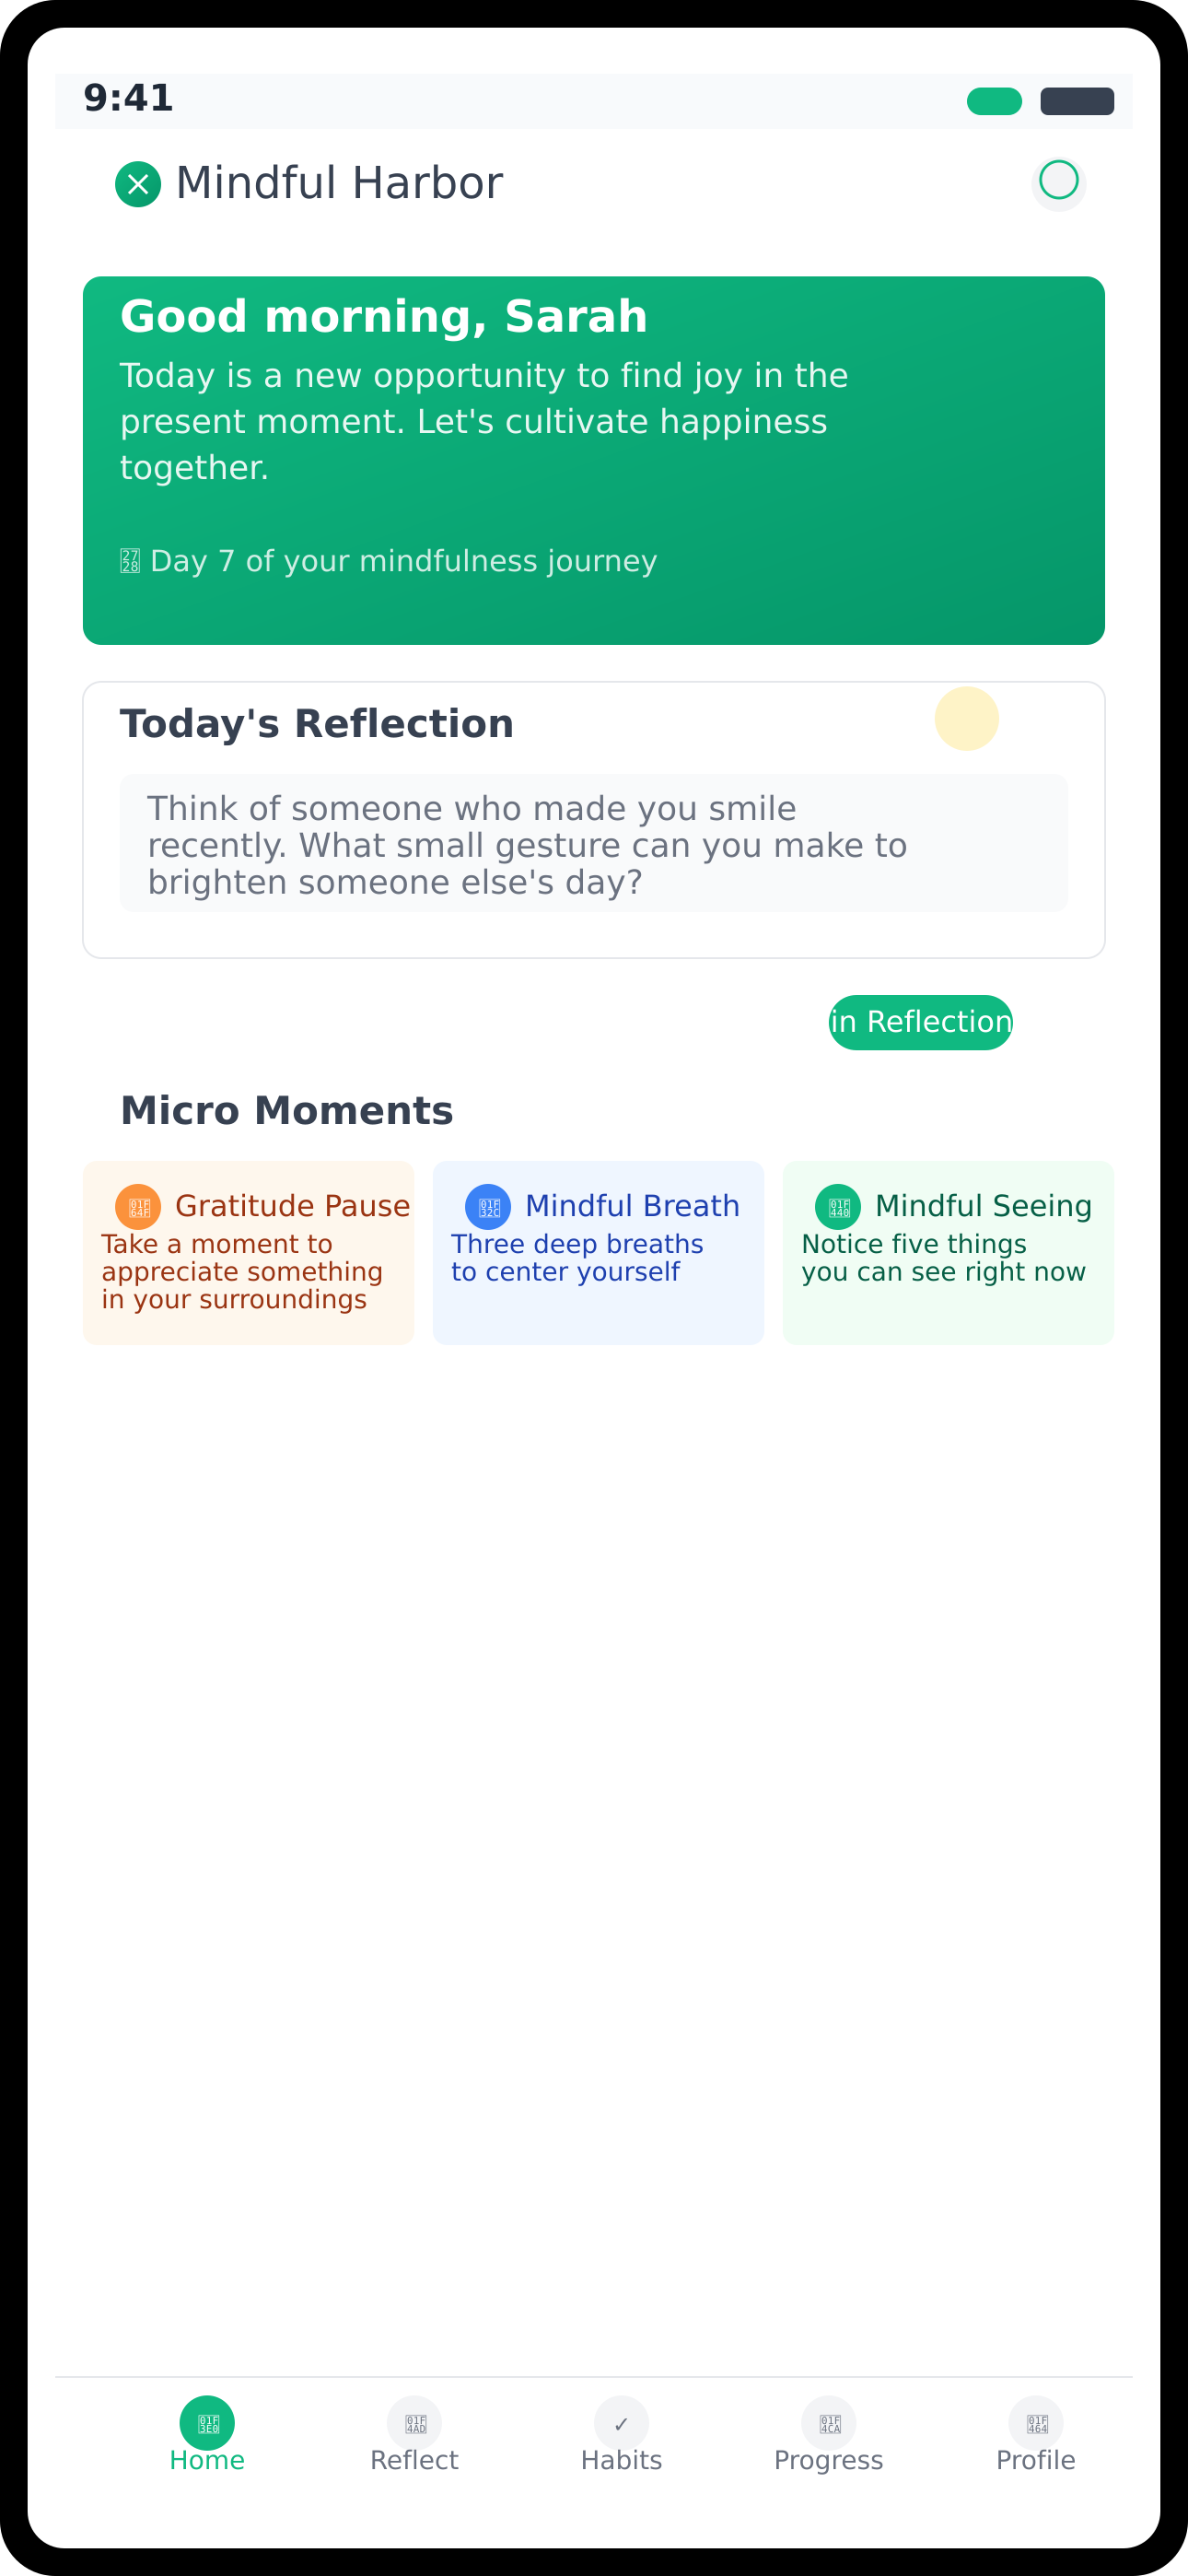 9:41
Mindful Harbor
Good morning, Sarah
Today is a new opportunity to find joy in the
present moment. Let's cultivate happiness
together.
Day 7 of your mindfulness journey
Today's Reflection
Think of someone who made you smile
recently. What small gesture can you make to
brighten someone else's day?
in Reflection
Micro Moments
Gratitude Pause
Take a moment to
appreciate something
in your surroundings
Mindful Breath
Three deep breaths
to center yourself
Mindful Seeing
Notice five things
you can see right now
✓
Home
Reflect
Habits
Progress
Profile